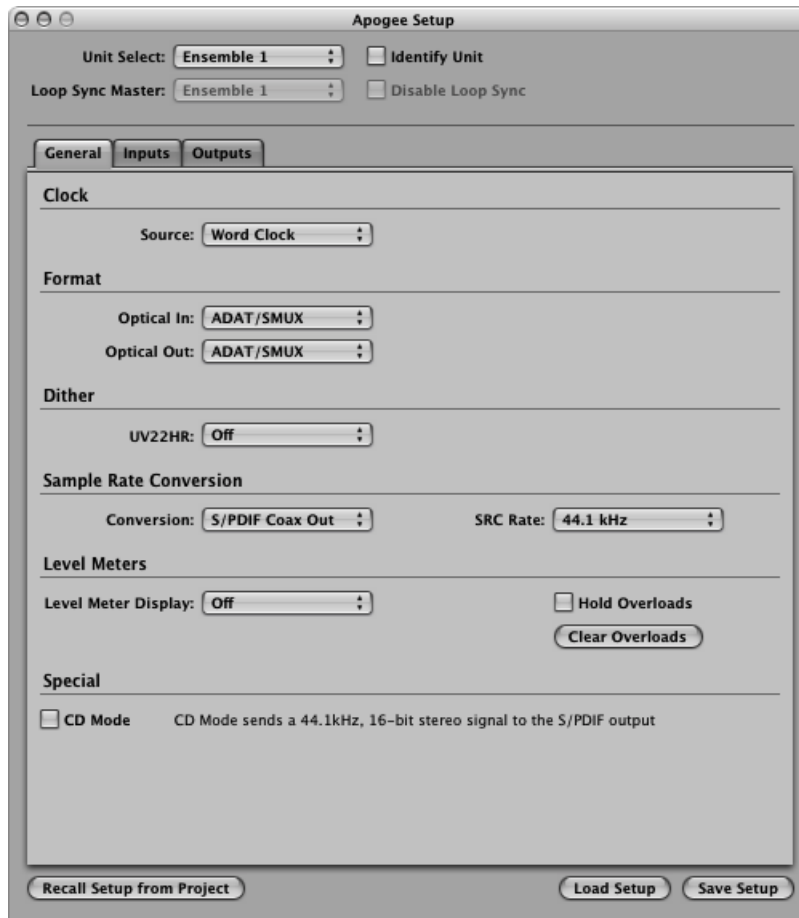 Apogee Setup
Unit Select: Ensemble 1 Identify Unit
Loop Sync Master: Ensemble 1 Disable Loop Sync
General Inputs Outputs
Clock
Source: Word Clock
Format
Optical In: ADAT/SMUX
Optical Out: ADAT/SMUX
Dither
UV22HR: Off
Sample Rate Conversion
Conversion: S/PDIF Coax Out SRC Rate: 44.1 kHz
Level Meters
Level Meter Display: Off Hold Overloads
Clear Overloads
Special
CD Mode CD Mode sends a 44.1kHz, 16-bit stereo signal to the S/PDIF output
Recall Setup from Project Load Setup Save Setup